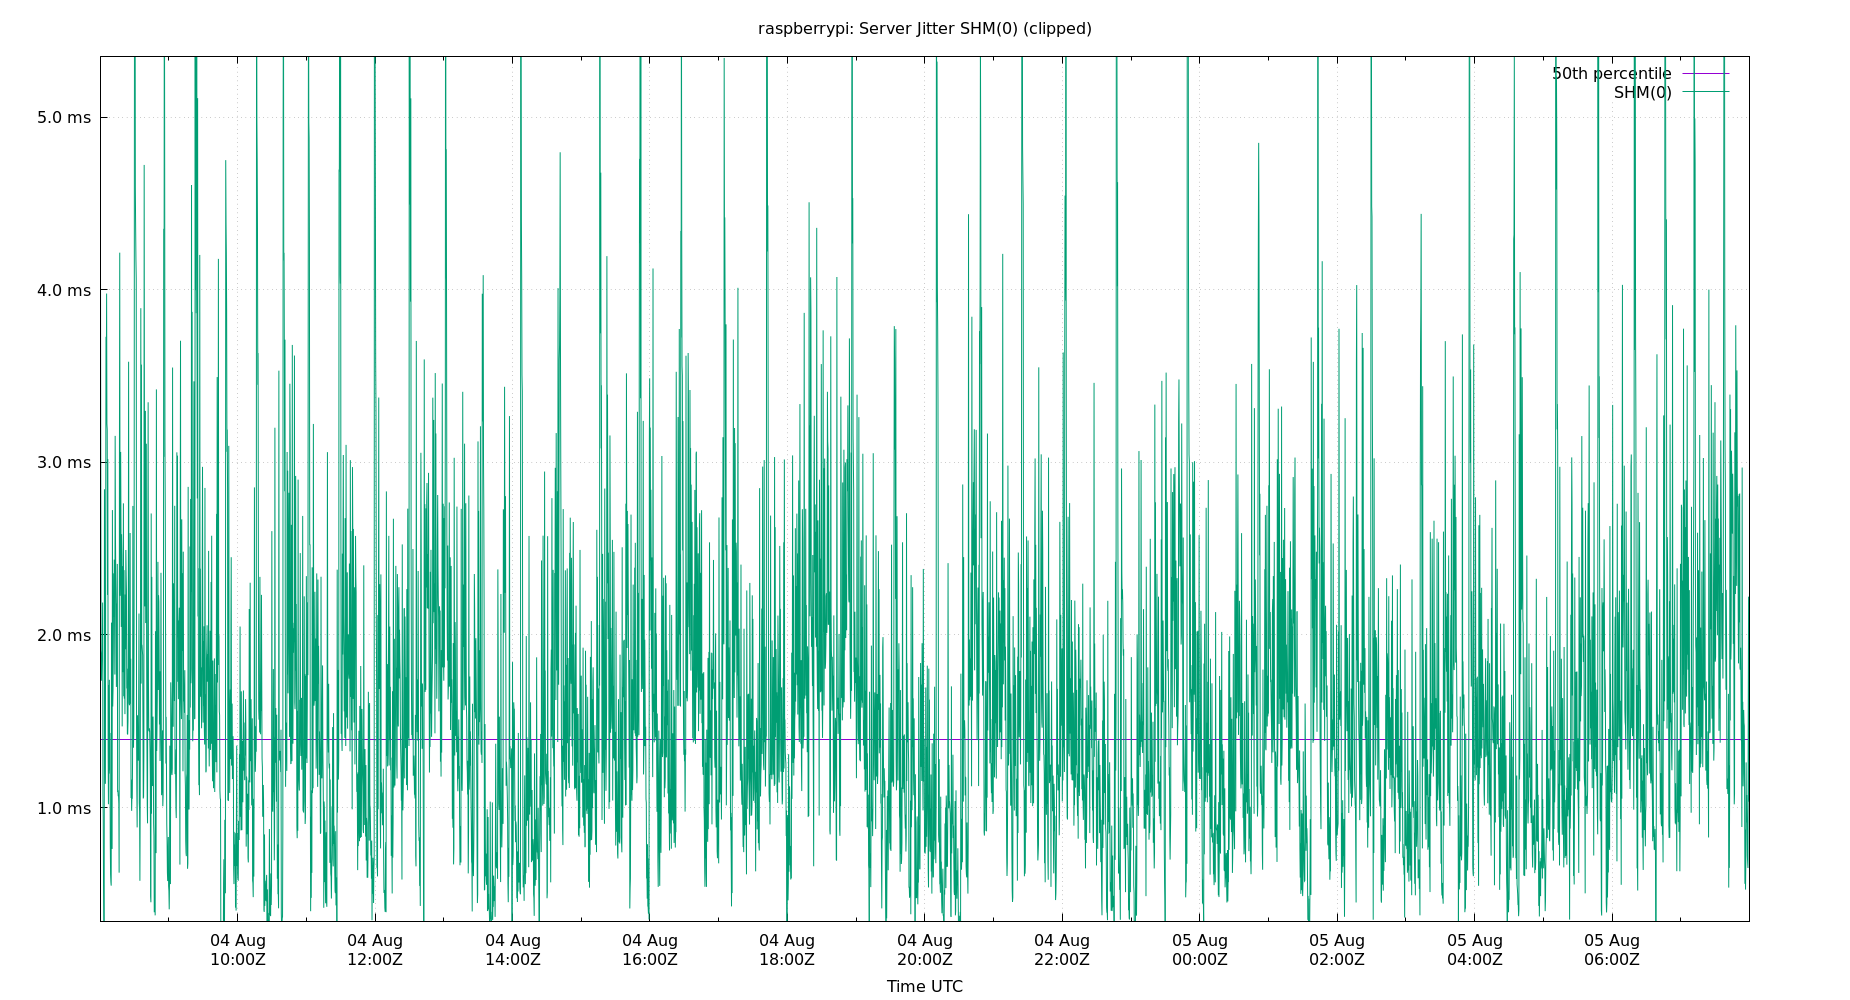 raspberrypi: Server Jitter SHM(0) (clipped)
50th percentile
SHM(0)
5.0 ms
4.0 ms
3.0 ms
2.0 ms
1.0 ms
04 Aug 04 Aug 04 Aug 04 Aug 04 Aug 04 Aug 04 Aug 05 Aug 05 Aug 05 Aug 05 Aug
10:00Z 12:00Z 14:00Z 16:00Z 18:00Z 20:00Z 22:00Z 00:00Z 02:00Z 04:00Z 06:00Z
Time UTC